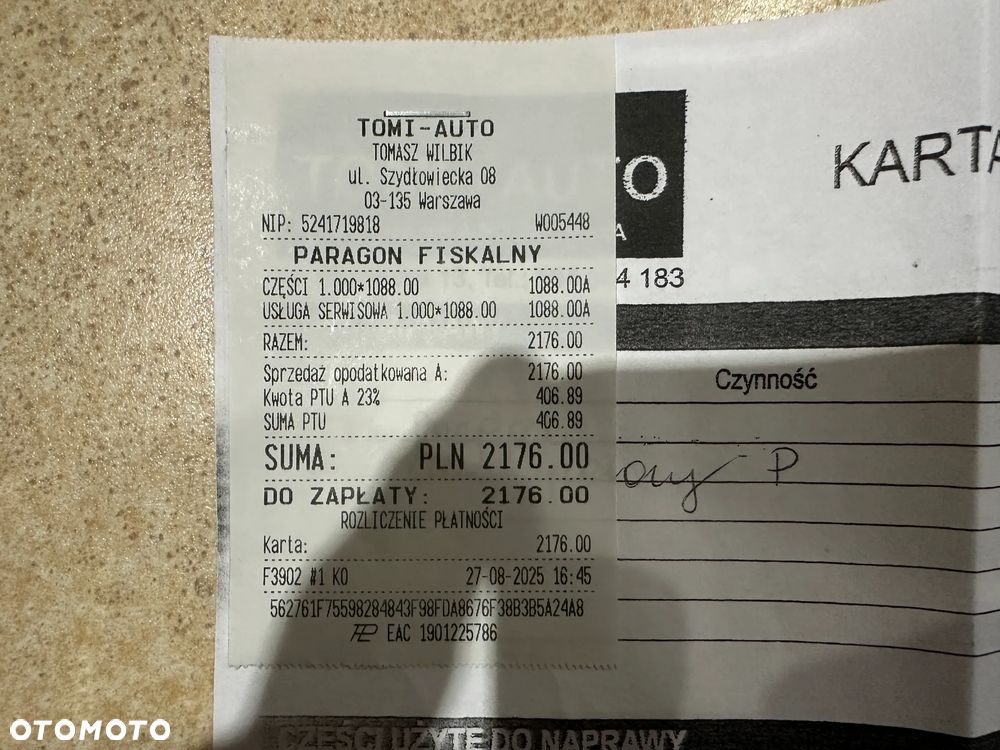 TOMI-AUTO
TOMASZ WILBIK
ul. Szydłowiecka 08
03-135 Warszawa
NIP: 5241719818 W005448
PARAGON FISKALNY
CZĘŚCI 1.000*1088.00 1088.00A
USŁUGA SERWISOWA 1.000*1088.00 1088.00A
RAZEM: 2176.00
Sprzedaż opodatkowana A: 2176.00
Kwota PTU A 23% 406.89
SUMA PTU 406.89
SUMA: PLN 2176.00
DO ZAPŁATY: 2176.00
ROZLICZENIE PŁATNOŚCI
Karta: 2176.00
F3902 #1 KO 27-08-2025 16:45
562761F75598284843F98FDA8676F38B3B5A24A8
EAC 1901225786
KARTA
4 183
Czynność
P
CZĘŚCI UŻYTE DO NAPRAWY
OTOMOTO